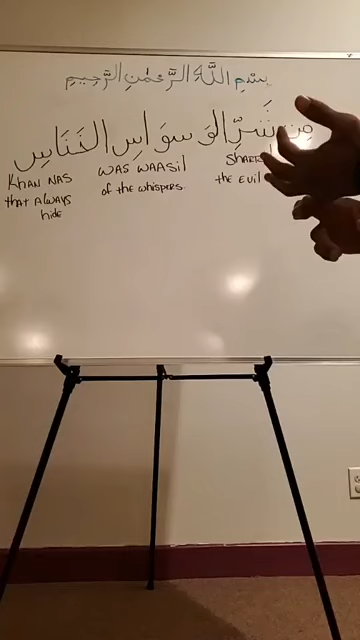 بِسْمِ اللَّهِ الرَّحْمٰنِ الرَّحِيمِ
مِن شَرِّ الْوَسْوَاسِ الْخَنَّاسِ
KHAN NAS WAS WAASil
that Always of the whispers. the EVIL
hide